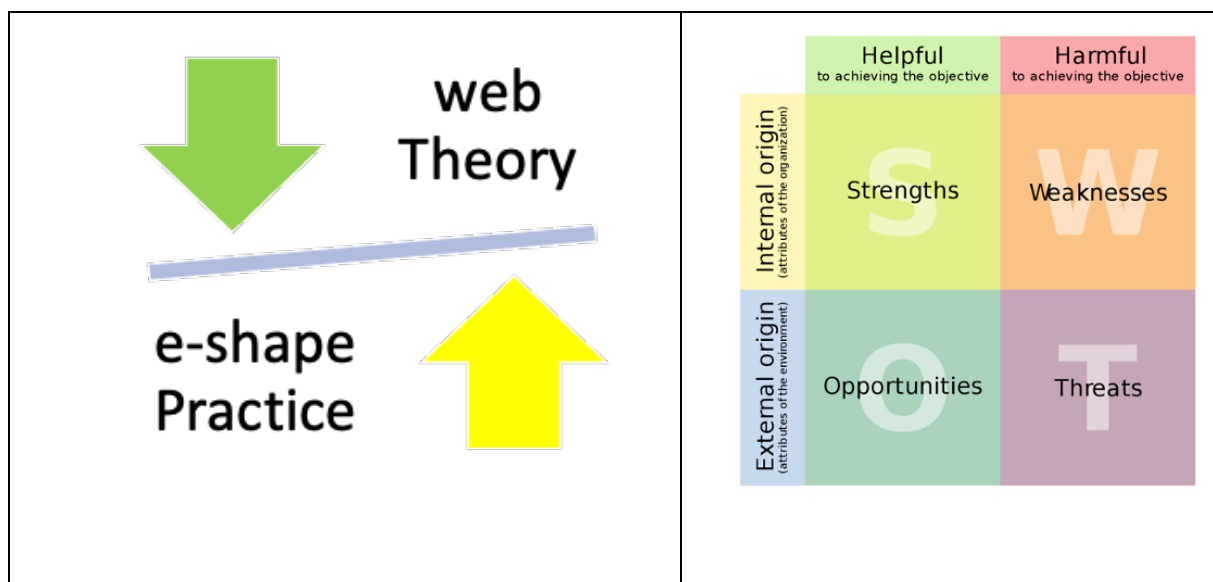 web
Theory
e-shape
Practice
Helpful
to achieving the objective
Harmful
to achieving the objective
Internal origin
(attributes of the organization)
S
Strengths
W
Weaknesses
External origin
(attributes of the environment)
O
Opportunities
T
Threats